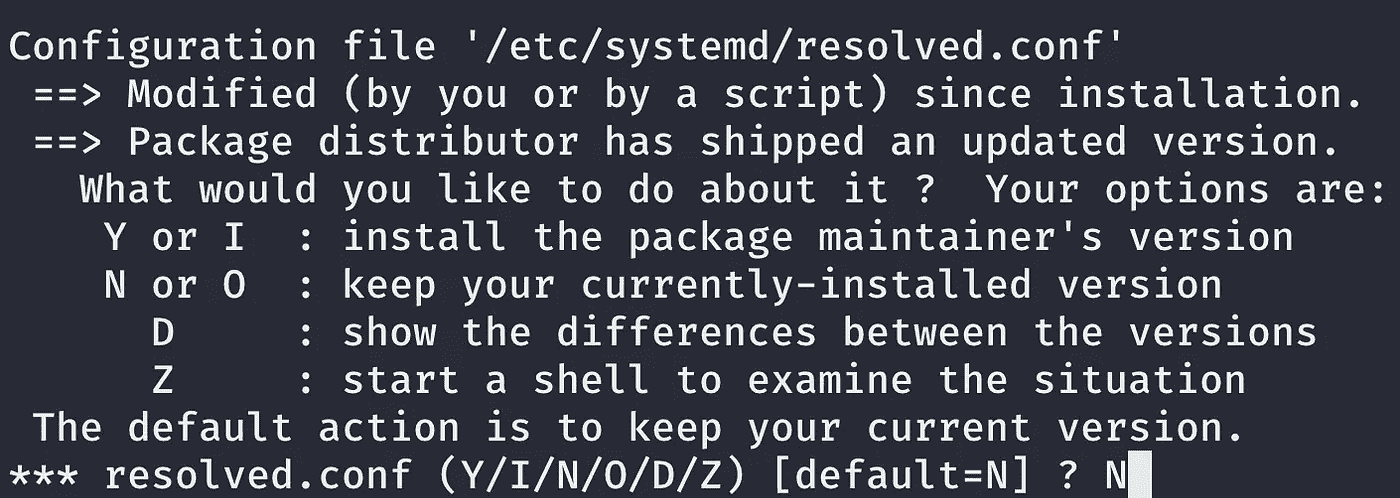 Configuration file '/etc/systemd/resolved.conf'
 ==> Modified (by you or by a script) since installation.
 ==> Package distributor has shipped an updated version.
   What would you like to do about it ?  Your options are:
    Y or I  : install the package maintainer's version
    N or O  : keep your currently-installed version
      D     : show the differences between the versions
      Z     : start a shell to examine the situation
 The default action is to keep your current version.
*** resolved.conf (Y/I/N/O/D/Z) [default=N] ? N